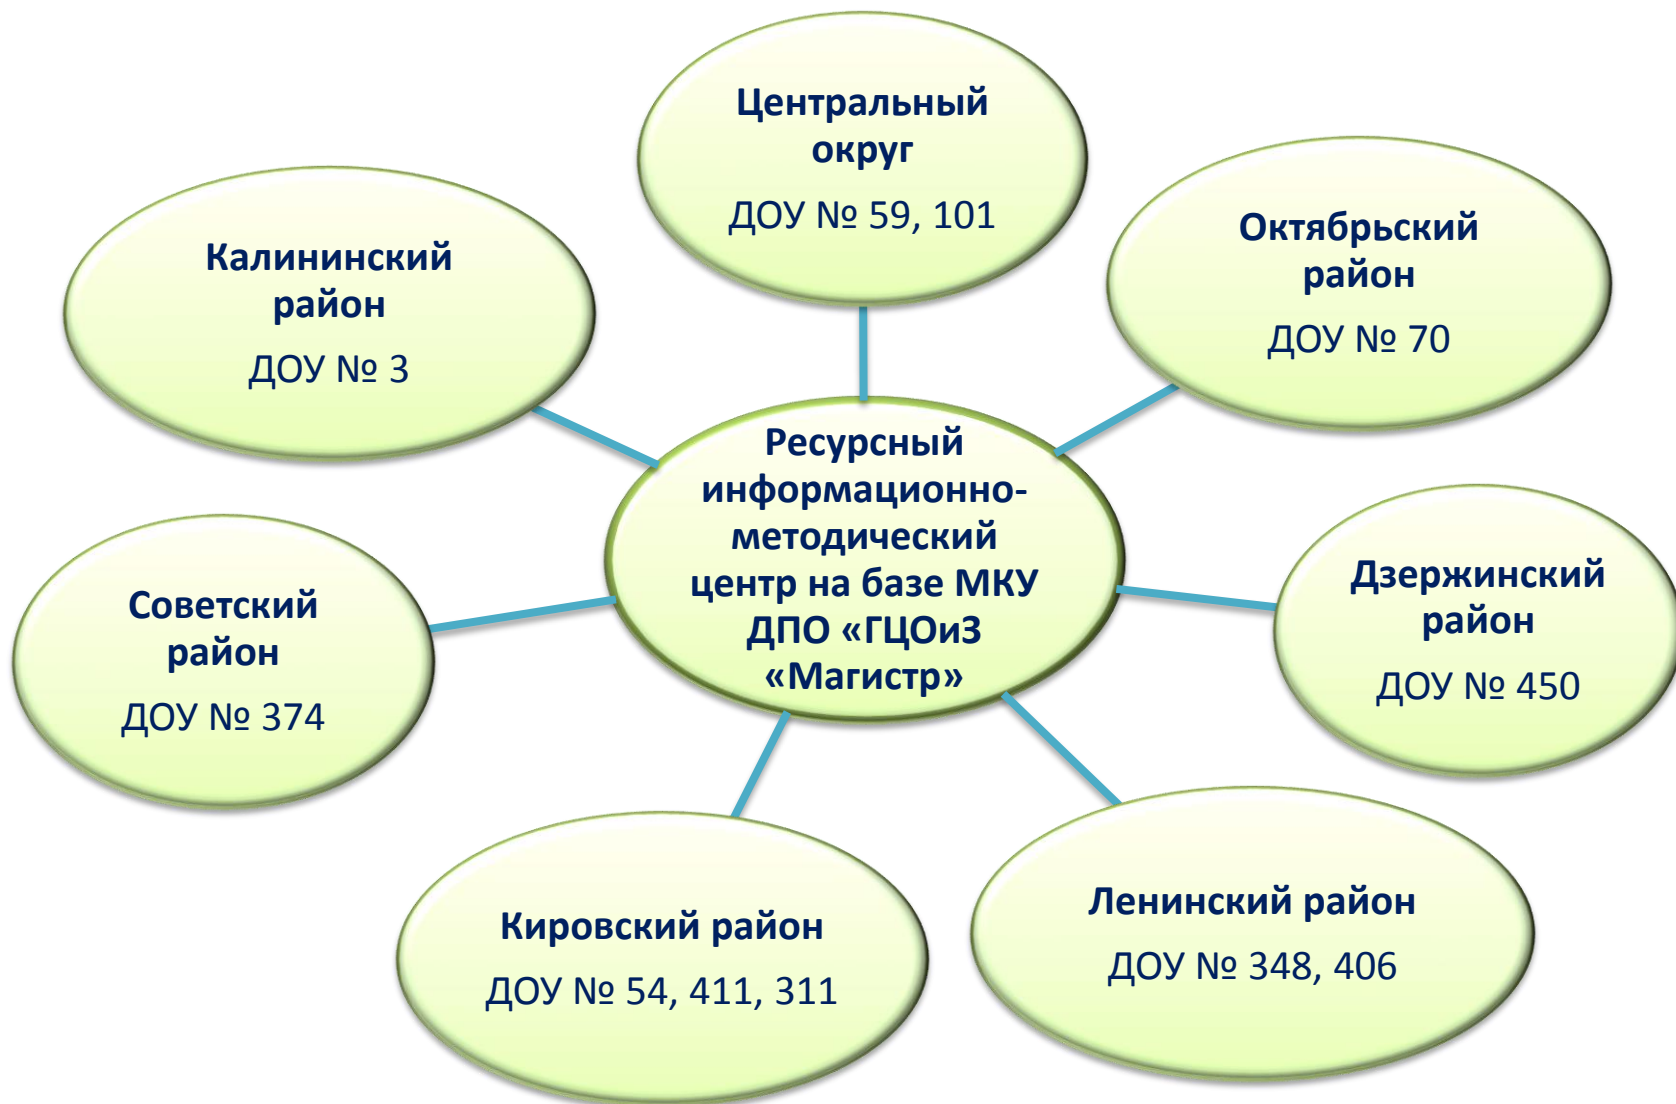 Центральный
округ
ДОУ № 59, 101
Октябрьский
район
ДОУ № 70
Калининский
район
ДОУ № 3
Ресурсный
информационно-
методический
центр на базе МКУ
ДПО «ГЦОиЗ
«Магистр»
Дзержинский
район
ДОУ № 450
Советский
район
ДОУ № 374
Ленинский район
ДОУ № 348, 406
Кировский район
ДОУ № 54, 411, 311